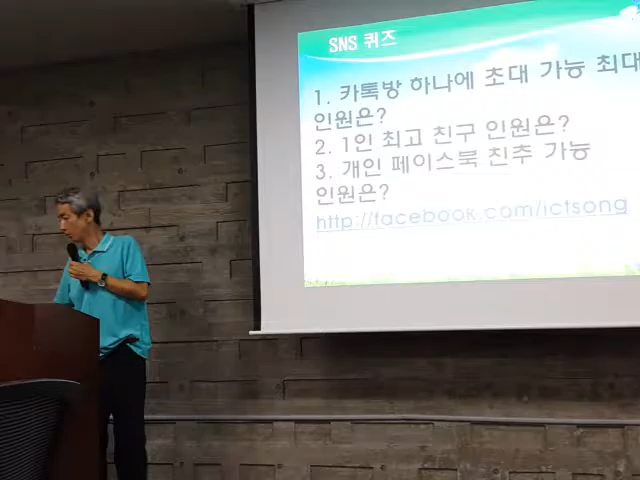 SNS 퀴즈
1. 카톡방 하나에 초대 가능 최대
인원은?
2. 1인 최고 친구 인원은?
3. 개인 페이스북 친추 가능
인원은?
http://facebook.com/ictsong